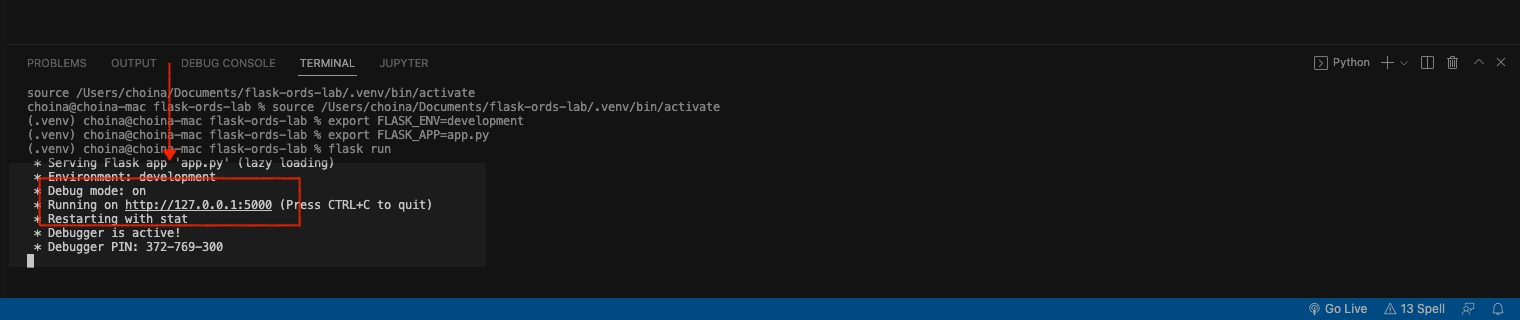 PROBLEMS OUTPUT DEBUG CONSOLE TERMINAL JUPYTER Python
source /Users/choina/Documents/flask-ords-lab/.venv/bin/activate
choina@choina-mac flask-ords-lab % source /Users/choina/Documents/flask-ords-lab/.venv/bin/activate
(.venv) choina@choina-mac flask-ords-lab % export FLASK_ENV=development
(.venv) choina@choina-mac flask-ords-lab % export FLASK_APP=app.py
(.venv) choina@choina-mac flask-ords-lab % flask run
* Serving Flask app 'app.py' (lazy loading)
* Environment: development
* Debug mode: on
* Running on http://127.0.0.1:5000 (Press CTRL+C to quit)
* Restarting with stat
* Debugger is active!
* Debugger PIN: 372-769-300
Go Live 13 Spell